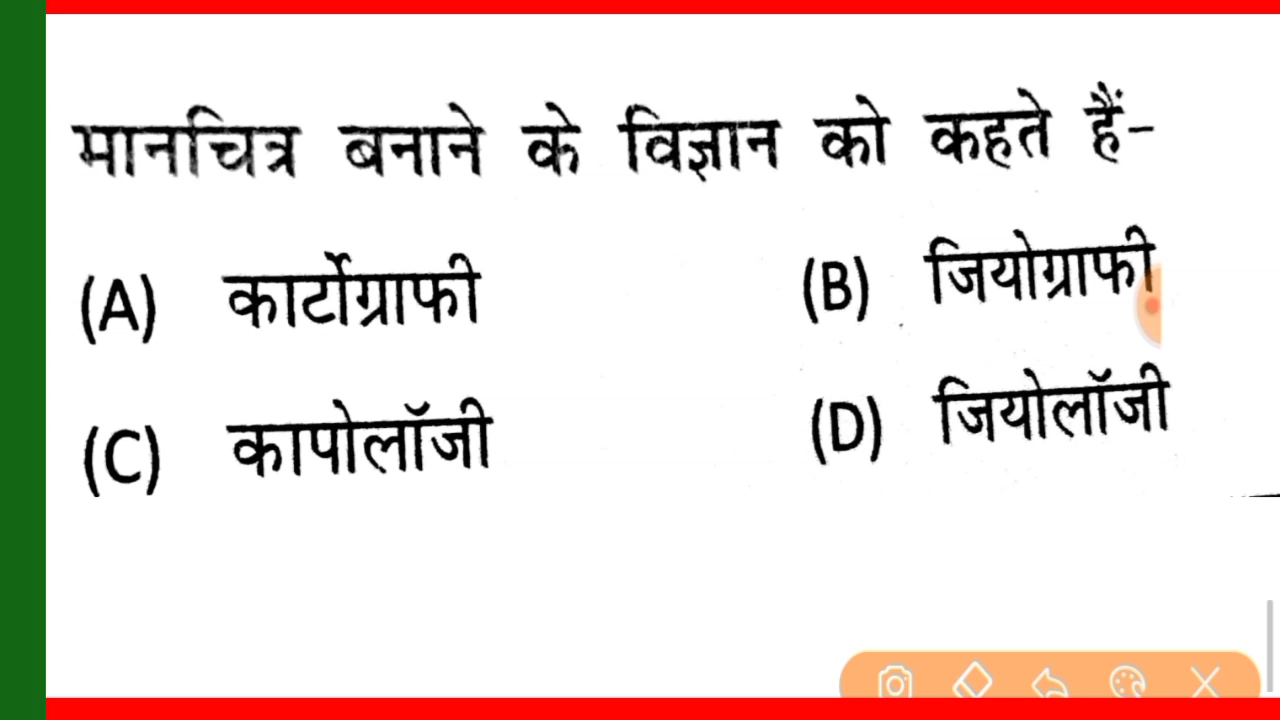 मानचित्र बनाने के विज्ञान को कहते हैं-
(A) कार्टोग्राफी (B) जियोग्राफी
(C) कापोलॉजी (D) जियोलॉजी